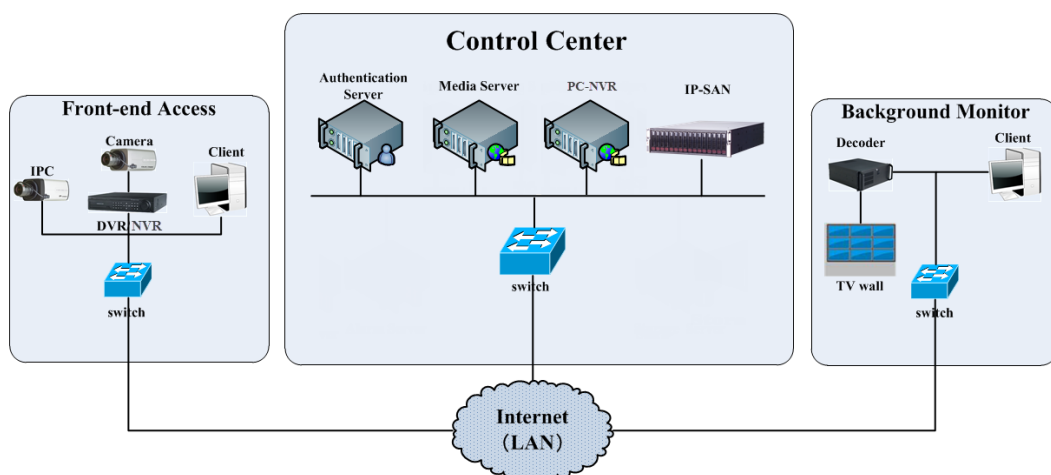 Control Center
Authentication
Server
Media Server
PC-NVR
IP-SAN
Front-end Access
Camera
Client
IPC
DVR/NVR
switch
switch
Background Monitor
Decoder
Client
TV wall
switch
Internet
（LAN）